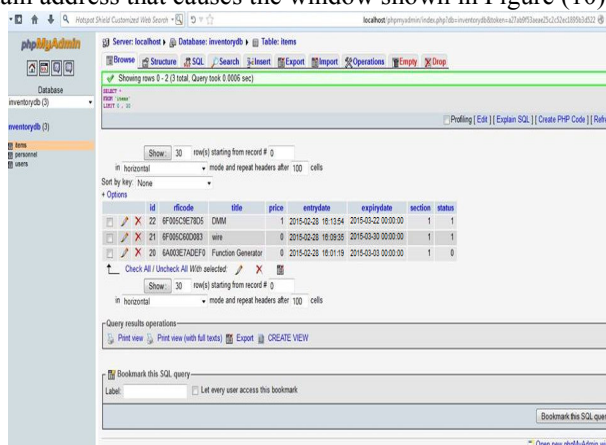 am address that causes the window shown in Figure (16)
Hotspot Shield Customized Web Search
localhost/phpmyadmin/index.php?db=inventorydb&token=a27ab9f53eeae25c2c52ec1895b3d522
phpMyAdmin
Server: localhost Database: inventorydb Table: items
Browse Structure SQL Search Insert Export Import Operations Empty Drop
Showing rows 0 - 2 (3 total, Query took 0.0006 sec)
SELECT *
FROM `items`
LIMIT 0 , 30
Profiling [ Edit ] [ Explain SQL ] [ Create PHP Code ] [ Refr
Database
inventorydb (3)
inventorydb (3)
items
personnel
users
Show: 30 row(s) starting from record # 0
in horizontal mode and repeat headers after 100 cells
Sort by key: None
+ Options
id rficode title price entrydate expirydate section status
22 6F005C9E78D5 DMM 1 2015-02-28 16:13:54 2015-03-22 00:00:00 1 1
21 6F005C60D083 wire 0 2015-02-28 16:09:35 2015-03-30 00:00:00 1 1
20 6A003E7ADEF0 Function Generator 0 2015-02-28 16:01:19 2015-03-03 00:00:00 1 0
Check All / Uncheck All With selected:
Show: 30 row(s) starting from record # 0
in horizontal mode and repeat headers after 100 cells
Query results operations
Print view Print view (with full texts) Export CREATE VIEW
Bookmark this SQL query
Label: Let every user access this bookmark
Bookmark this SQL quer
Open new phpMyAdmin wi